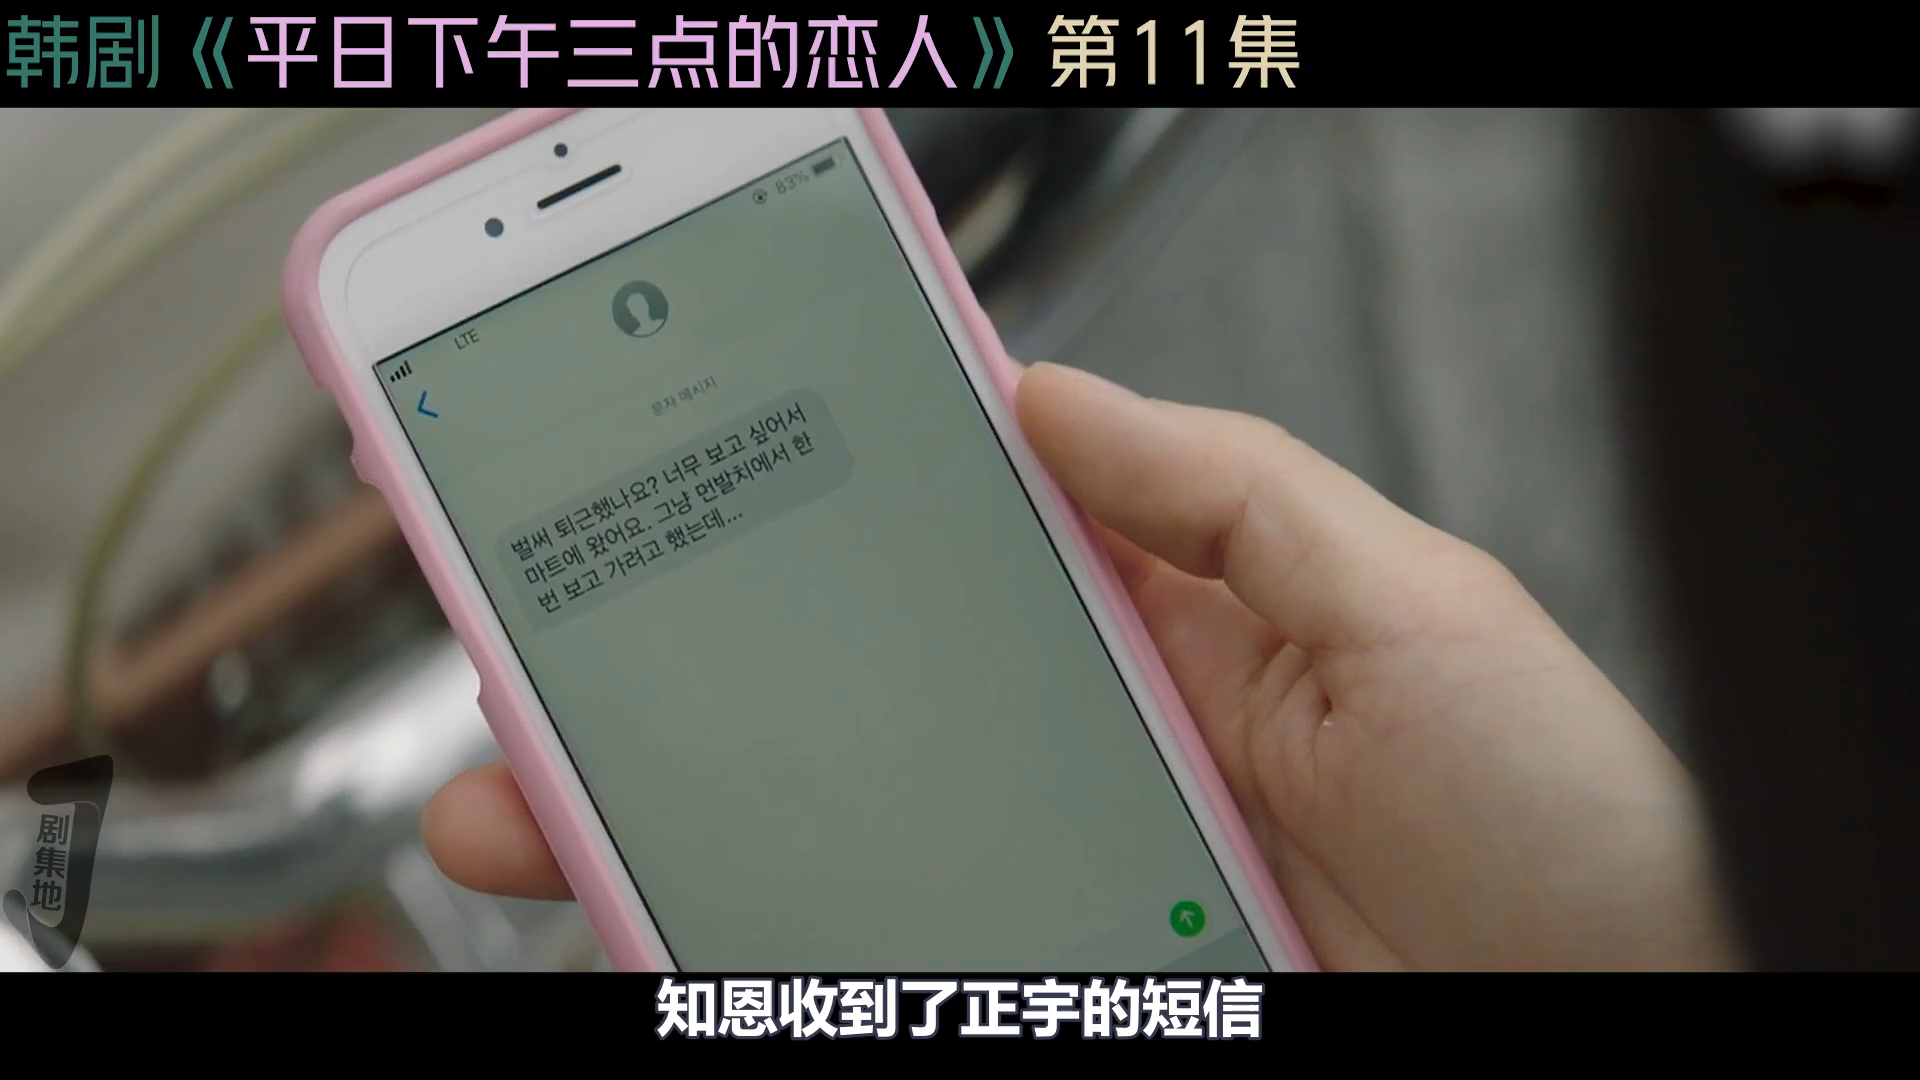 韩剧《平日下午三点的恋人》第11集
83%
LTE
문자 메시지
벌써 퇴근했나요? 너무 보고 싶어서
마트에 왔어요. 그냥 먼발치에서 한
번 보고 가려고 했는데...
剧集地
知恩收到了正宇的短信